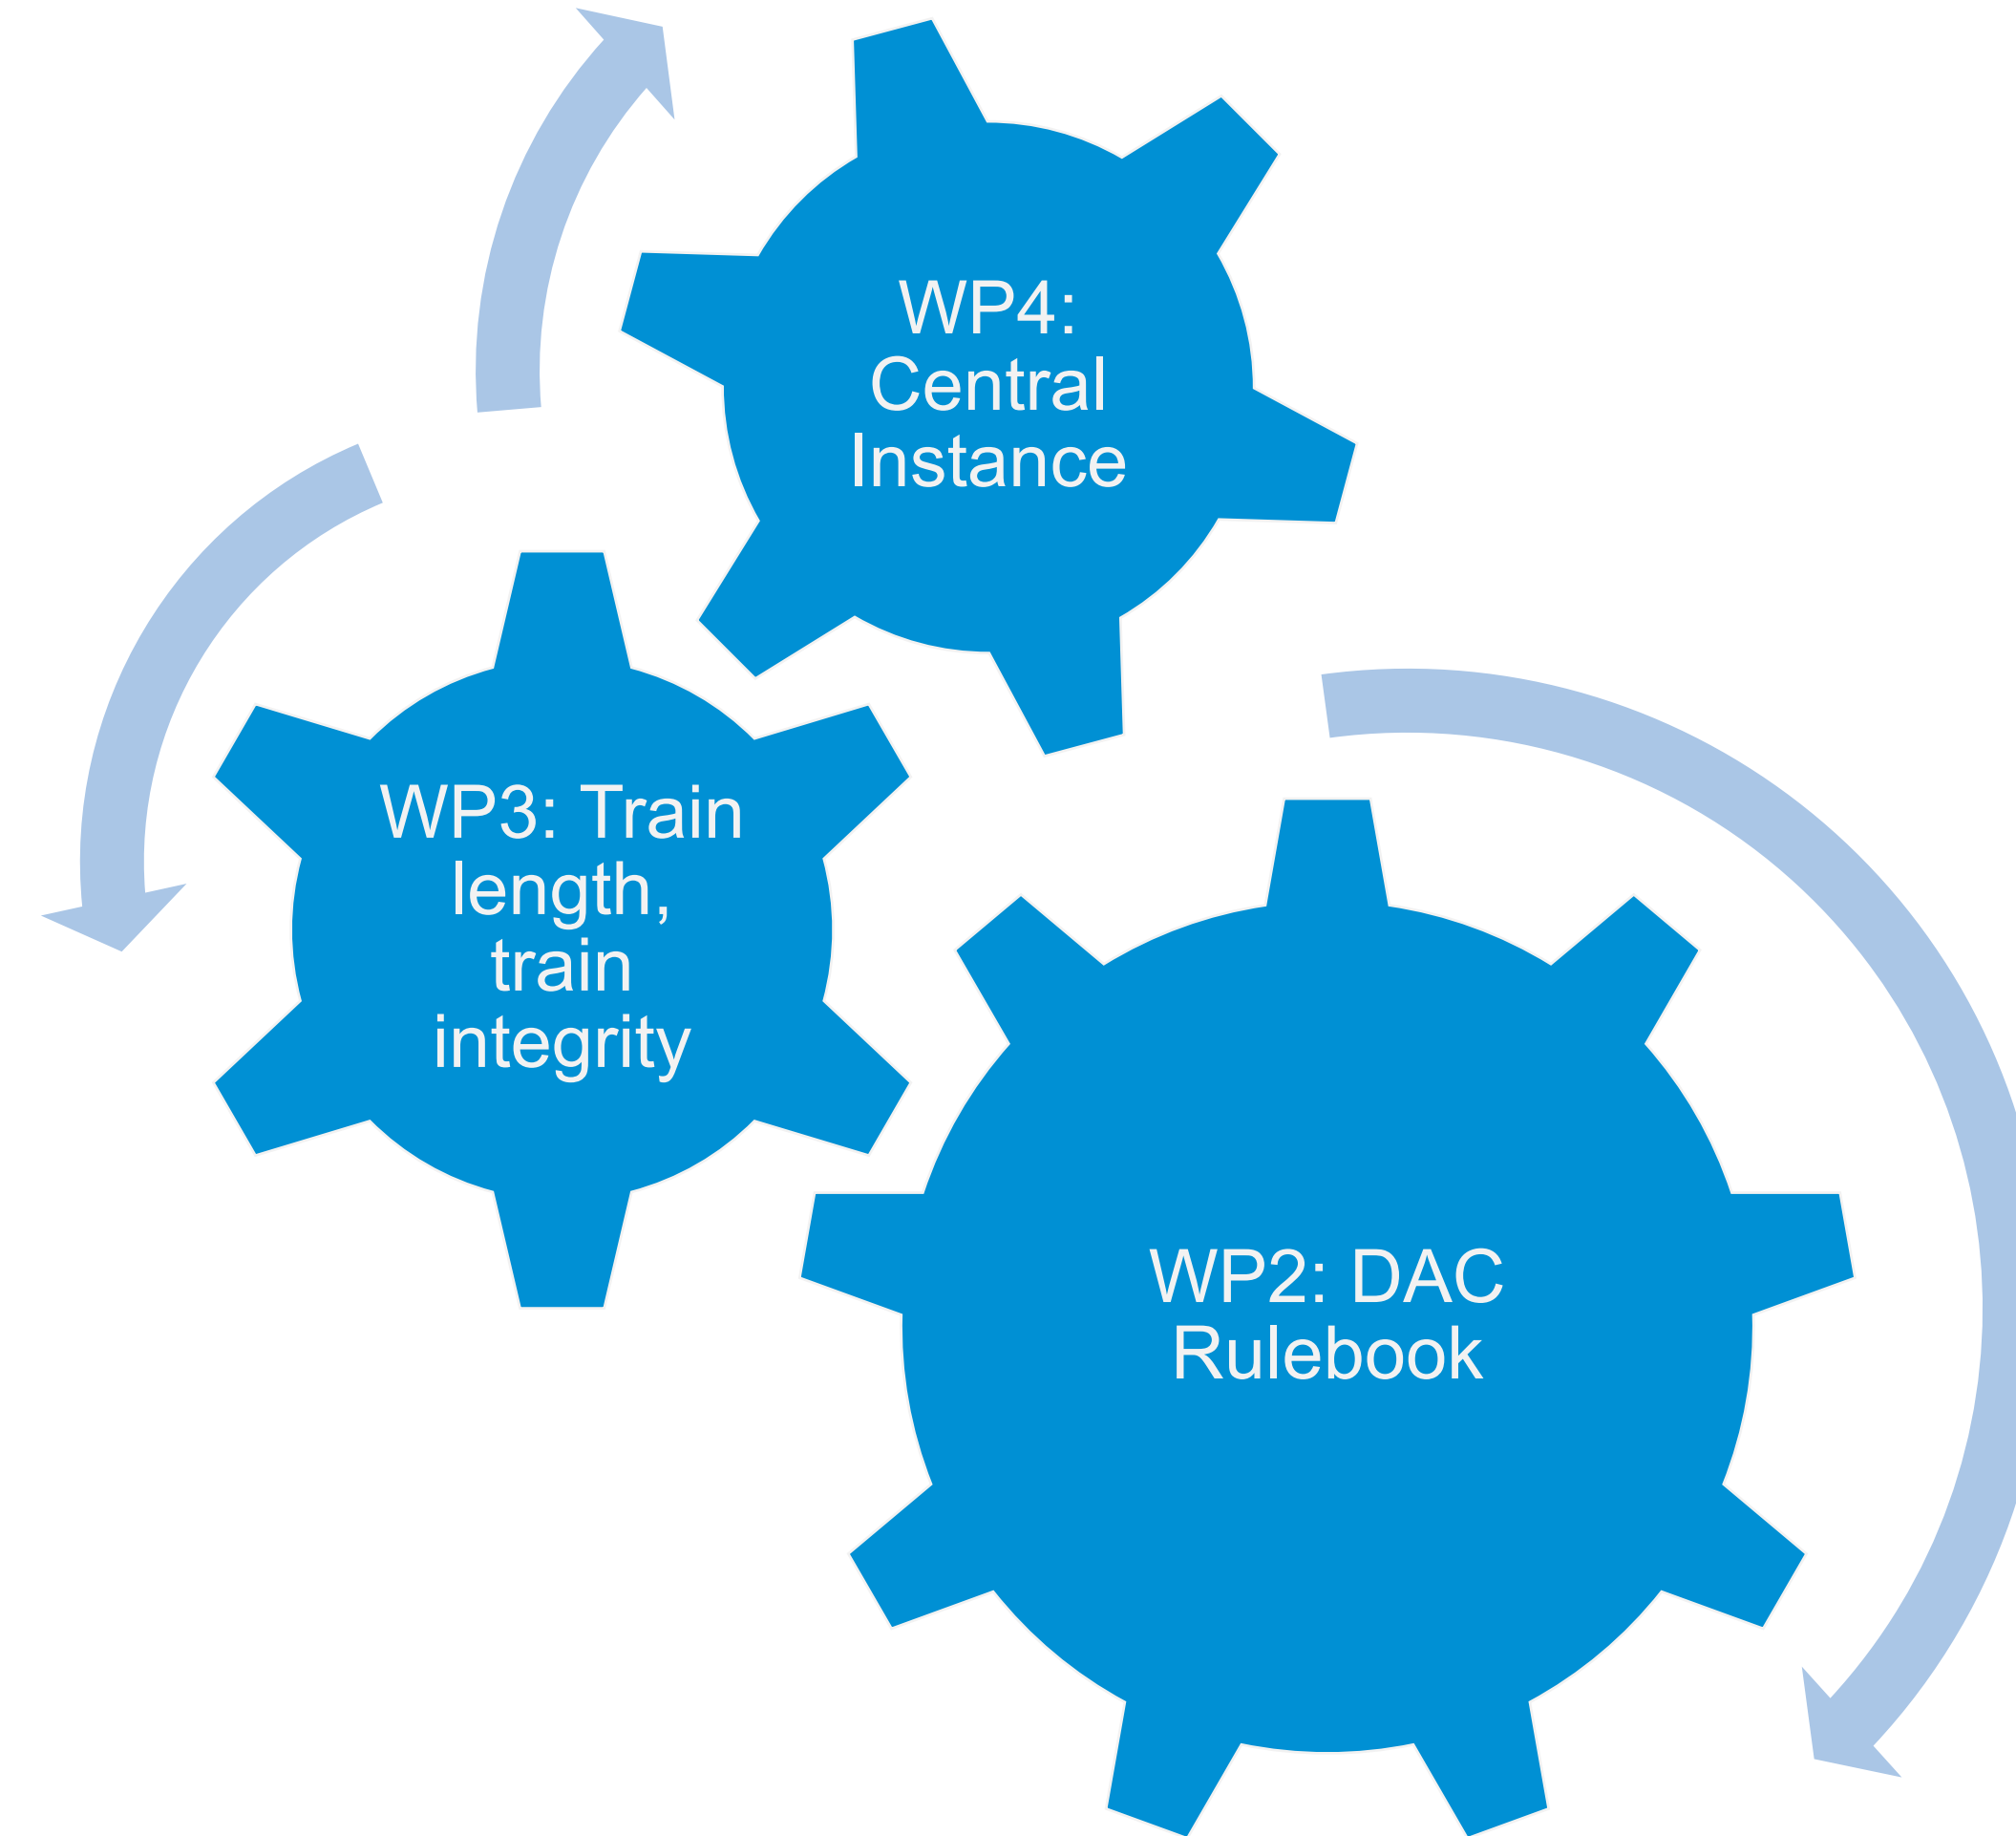 WP4:
Central
Instance
WP3: Train
length,
train
integrity
WP2: DAC
Rulebook